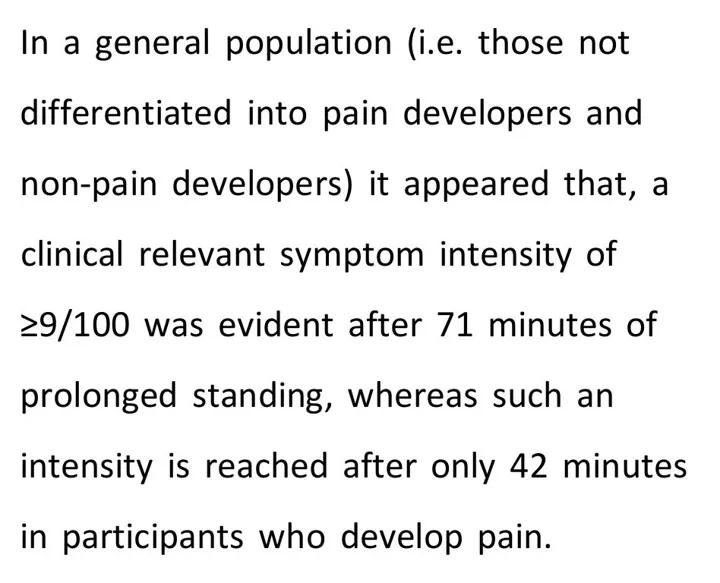 In a general population (i.e. those not
differentiated into pain developers and
non-pain developers) it appeared that, a
clinical relevant symptom intensity of
≥9/100 was evident after 71 minutes of
prolonged standing, whereas such an
intensity is reached after only 42 minutes
in participants who develop pain.